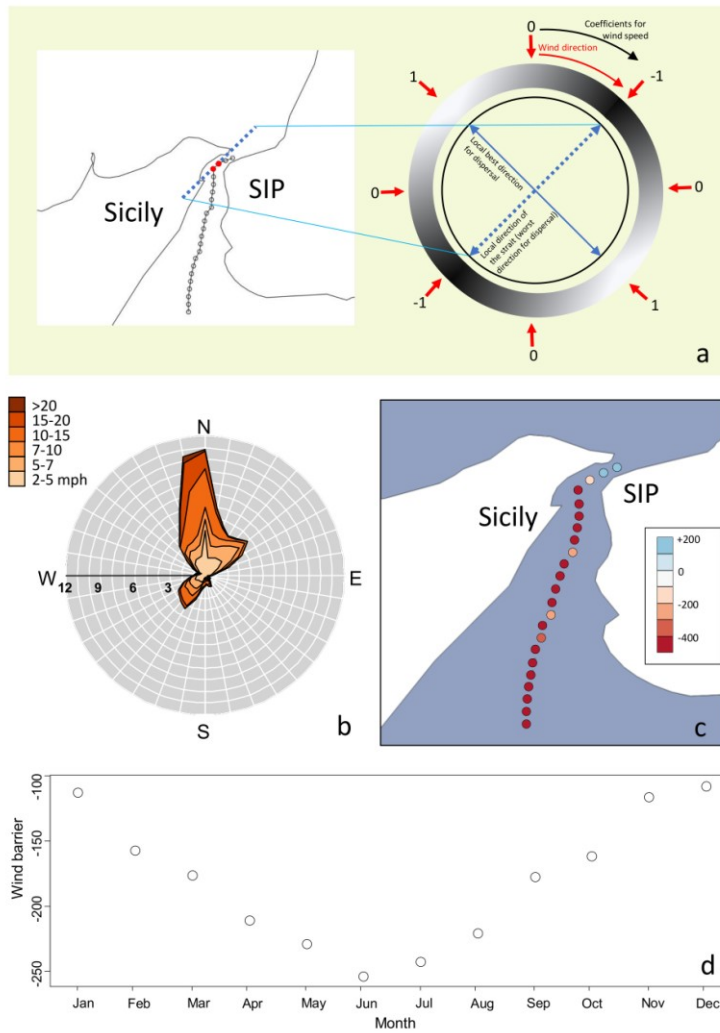 0
Coefficients for
wind speed
Wind direction
1
-1
Local best direction
for dispersal
Sicily
SIP
0
0
Local direction of
the strait (worst
direction for dispersal)
-1
1
0
a
>20
15-20
10-15
7-10
5-7
2-5 mph
N
W
E
12 9 6 3
S
b
Sicily
SIP
+200
0
-200
-400
c
-100
-150
-200
-250
Wind barrier
d
Jan Feb Mar Apr May Jun Jul Aug Sep Oct Nov Dec
Month